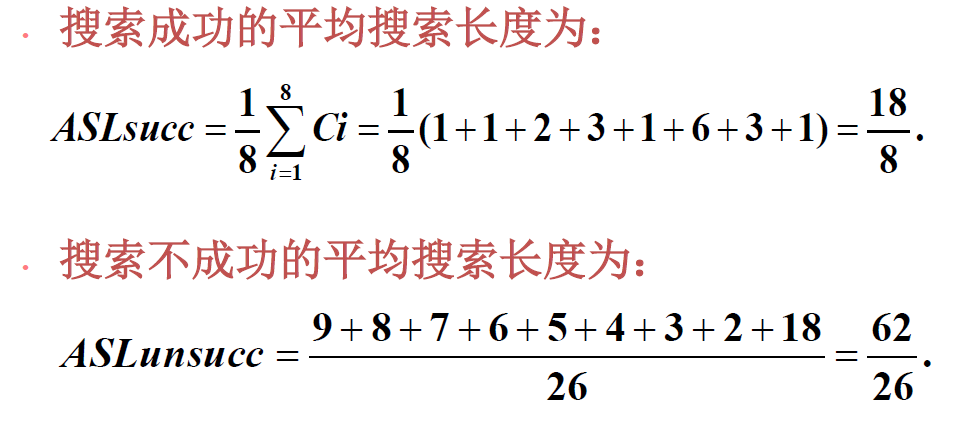 · 搜索成功的平均搜索长度为：
ASLsucc = \frac{1}{8} \sum_{i=1}^{8} Ci = \frac{1}{8} (1+1+2+3+1+6+3+1) = \frac{18}{8} .
· 搜索不成功的平均搜索长度为：
ASLunsucc = \frac{9+8+7+6+5+4+3+2+18}{26} = \frac{62}{26} .